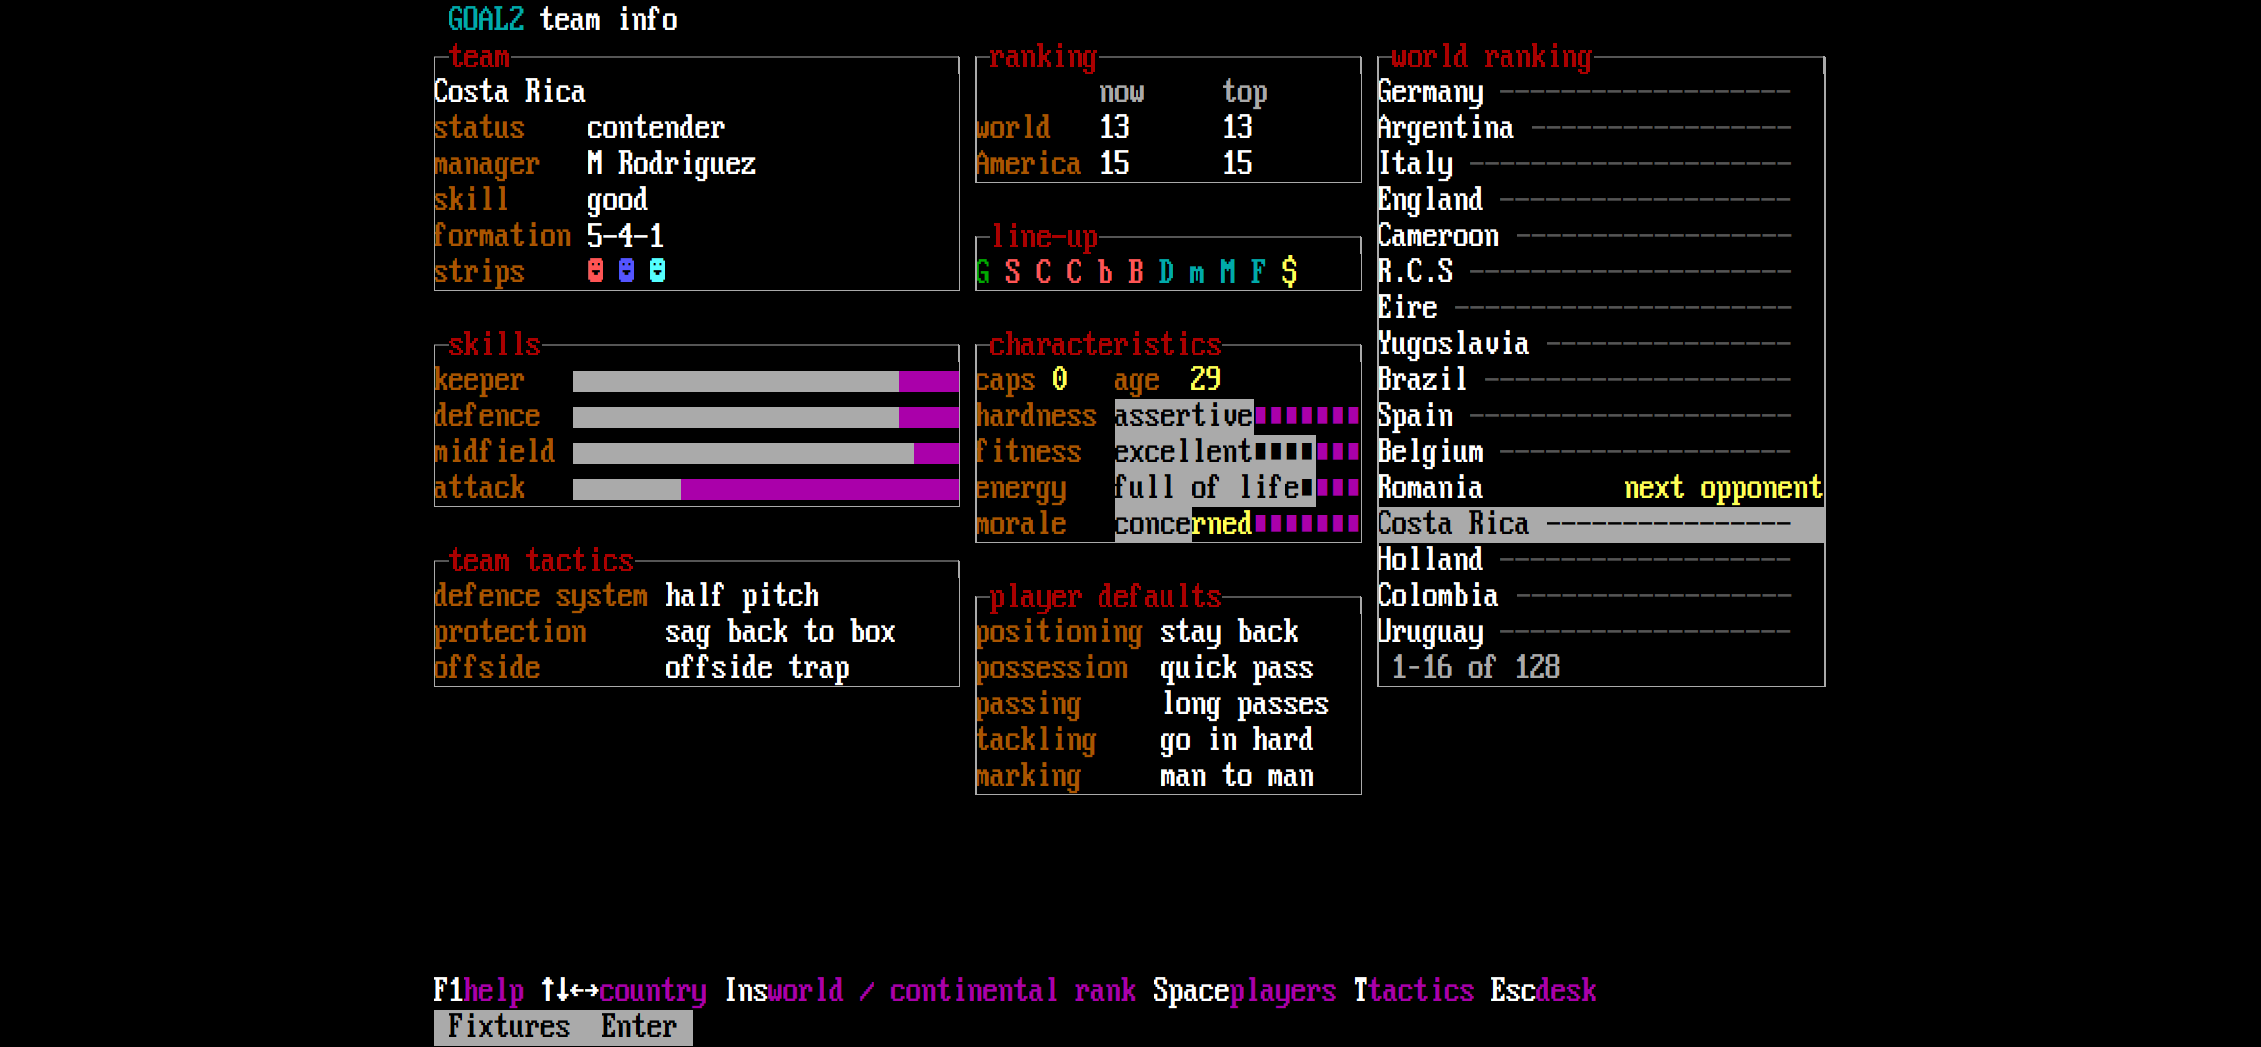 GOAL2 team info
team
Costa Rica
status contender
manager M Rodriguez
skill good
formation 5-4-1
strips
skills
keeper
defence
midfield
attack
team tactics
defence system half pitch
protection sag back to box
offside offside trap
ranking
now top
world 13 13
America 15 15
line-up
G S C C b B D m M F $
characteristics
caps 0 age 29
hardness assertive
fitness excellent
energy full of life
morale concerned
player defaults
positioning stay back
possession quick pass
passing long passes
tackling go in hard
marking man to man
world ranking
Germany
Argentina
Italy
England
Cameroon
R.C.S
Eire
Yugoslavia
Brazil
Spain
Belgium
Romania next opponent
Costa Rica
Holland
Colombia
Uruguay
1-16 of 128
F1help ↑↓←→country Insworld / continental rank Spaceplayers Ttactics Escdesk
Fixtures Enter